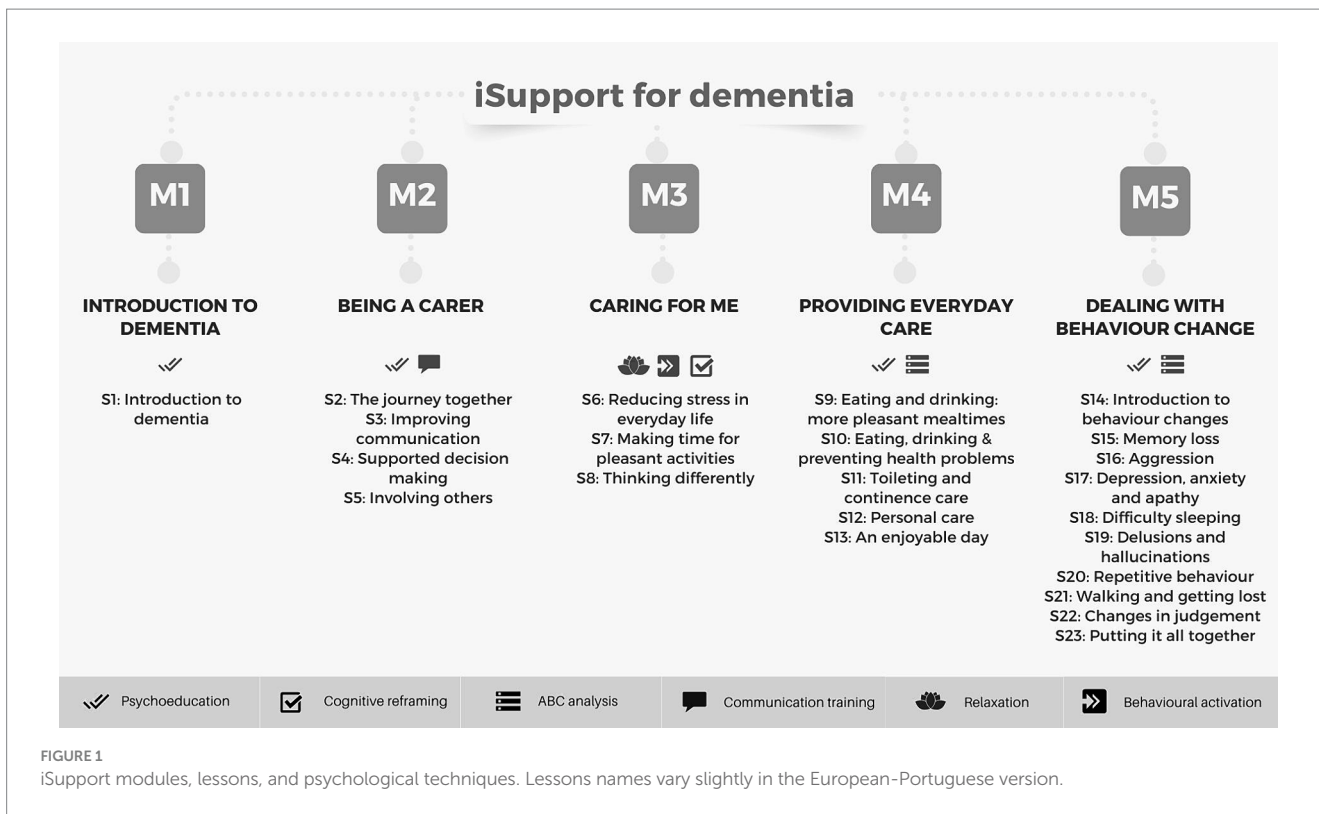 iSupport for dementia
M1
M2
M3
M4
M5
INTRODUCTION TO
DEMENTIA
S1: Introduction to
dementia
BEING A CARER
S2: The journey together
S3: Improving
communication
S4: Supported decision
making
S5: Involving others
CARING FOR ME
S6: Reducing stress in
everyday life
S7: Making time for
pleasant activities
S8: Thinking differently
PROVIDING EVERYDAY
CARE
S9: Eating and drinking:
more pleasant mealtimes
S10: Eating, drinking &
preventing health problems
S11: Toileting and
continence care
S12: Personal care
S13: An enjoyable day
DEALING WITH
BEHAVIOUR CHANGE
S14: Introduction to
behaviour changes
S15: Memory loss
S16: Aggression
S17: Depression, anxiety
and apathy
S18: Difficulty sleeping
S19: Delusions and
hallucinations
S20: Repetitive behaviour
S21: Walking and getting lost
S22: Changes in judgement
S23: Putting it all together
Psychoeducation
Cognitive reframing
ABC analysis
Communication training
Relaxation
Behavioural activation
FIGURE 1
iSupport modules, lessons, and psychological techniques. Lessons names vary slightly in the European-Portuguese version.